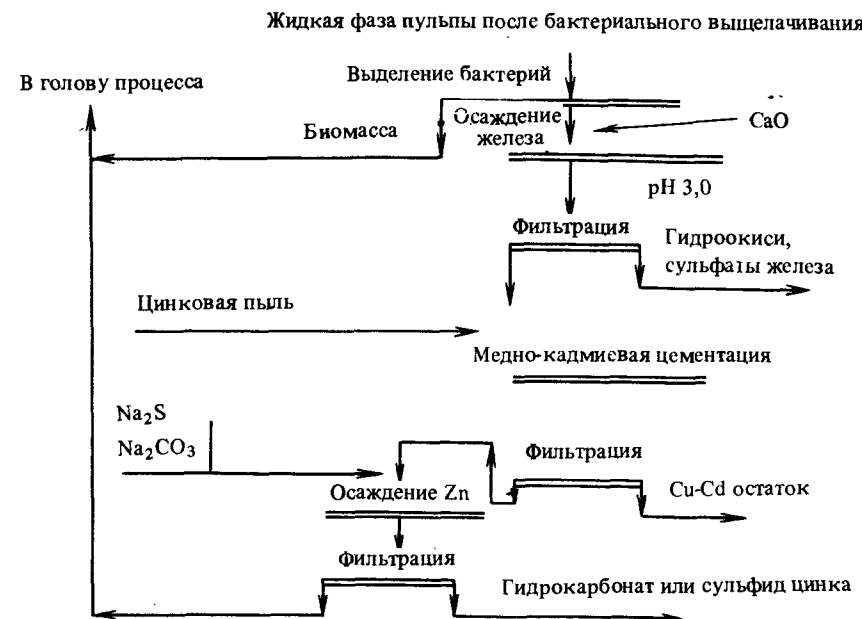 Жидкая фаза пульпы после бактериального выщелачивания
Выделение бактерий
В голову процесса
Осаждение
железа
CaO
Биомасса
pH 3,0
Фильтрация
Гидроокиси,
сульфаты железа
Цинковая пыль
Медно-кадмиевая цементация
Na₂S
Na₂CO₃
Фильтрация
Осаждение Zn
Cu-Cd остаток
Фильтрация
Гидрокарбонат или сульфид цинка